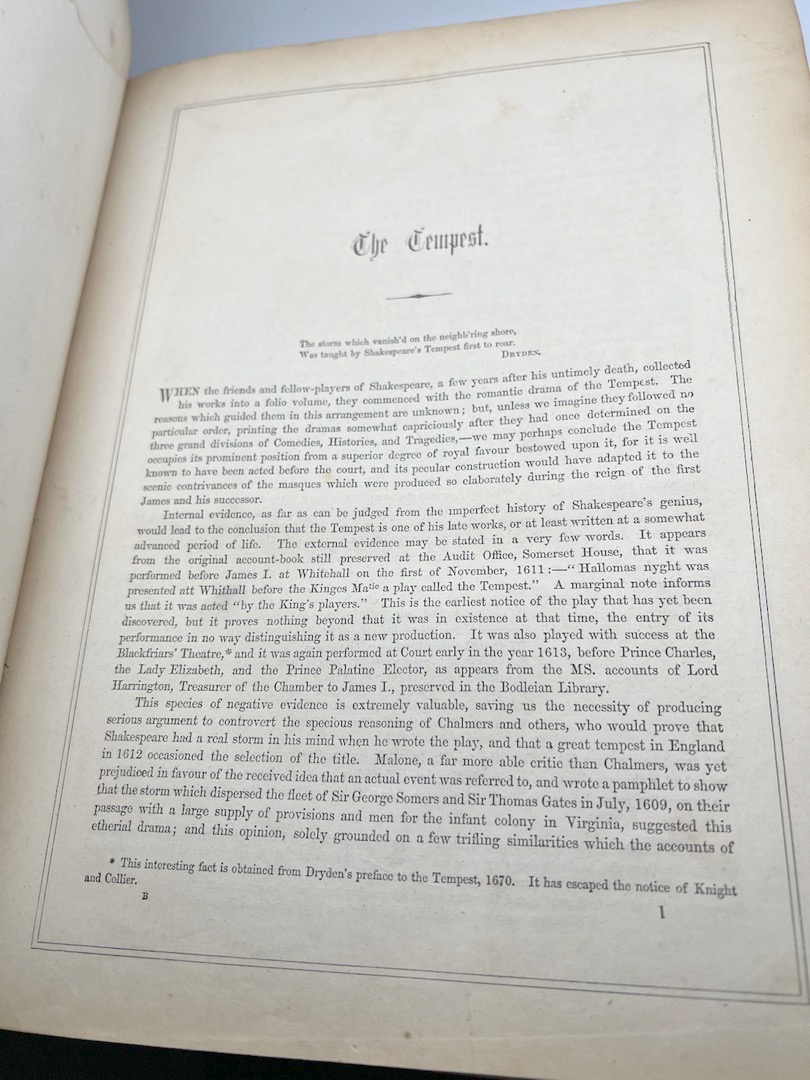 The Tempest.
The storm which vanish'd on the neighb'ring shore,
Was taught by Shakespeare's Tempest first to roar.
DRYDEN.
WHEN the friends and fellow-players of Shakespeare, a few years after his untimely death, collected
his works into a folio volume, they commenced with the romantic drama of the Tempest. The
reasons which guided them in this arrangement are unknown; but, unless we imagine they followed no
particular order, printing the dramas somewhat capriciously after they had once determined on the
three grand divisions of Comedies, Histories, and Tragedies,—we may perhaps conclude the Tempest
occupies its prominent position from a superior degree of royal favour bestowed upon it, for it is well
known to have been acted before the court, and its pecular construction would have adapted it to the
scenic contrivances of the masques which were produced so elaborately during the reign of the first
James and his successor.
Internal evidence, as far as can be judged from the imperfect history of Shakespeare's genius,
would lead to the conclusion that the Tempest is one of his late works, or at least written at a somewhat
advanced period of life. The external evidence may be stated in a very few words. It appears
from the original account-book still preserved at the Audit Office, Somerset House, that it was
performed before James I. at Whitehall on the first of November, 1611:—"Hallomas nyght was
presented att Whithall before the Kinges Matie a play called the Tempest." A marginal note informs
us that it was acted "by the King's players." This is the earliest notice of the play that has yet been
discovered, but it proves nothing beyond that it was in existence at that time, the entry of its
performance in no way distinguishing it as a new production. It was also played with success at the
Blackfriars' Theatre,* and it was again performed at Court early in the year 1613, before Prince Charles,
the Lady Elizabeth, and the Prince Palatine Elector, as appears from the MS. accounts of Lord
Harrington, Treasurer of the Chamber to James I., preserved in the Bodleian Library.
This species of negative evidence is extremely valuable, saving us the necessity of producing
serious argument to controvert the specious reasoning of Chalmers and others, who would prove that
Shakespeare had a real storm in his mind when he wrote the play, and that a great tempest in England
in 1612 occasioned the selection of the title. Malone, a far more able critic than Chalmers, was yet
prejudiced in favour of the received idea that an actual event was referred to, and wrote a pamphlet to show
that the storm which dispersed the fleet of Sir George Somers and Sir Thomas Gates in July, 1609, on their
passage with a large supply of provisions and men for the infant colony in Virginia, suggested this
etherial drama; and this opinion, solely grounded on a few trifling similarities which the accounts of
* This interesting fact is obtained from Dryden's preface to the Tempest, 1670. It has escaped the notice of Knight
and Collier.
B
1